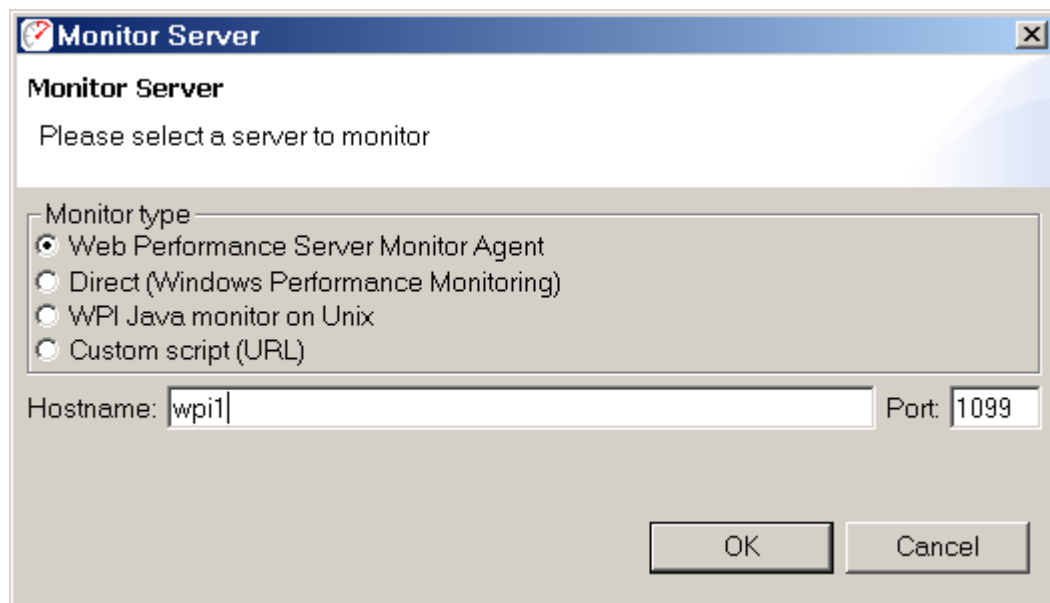 Monitor Server
Monitor Server
Please select a server to monitor
Monitor type
Web Performance Server Monitor Agent
Direct (Windows Performance Monitoring)
WPI Java monitor on Unix
Custom script (URL)
Hostname: wpi1 Port: 1099
OK Cancel